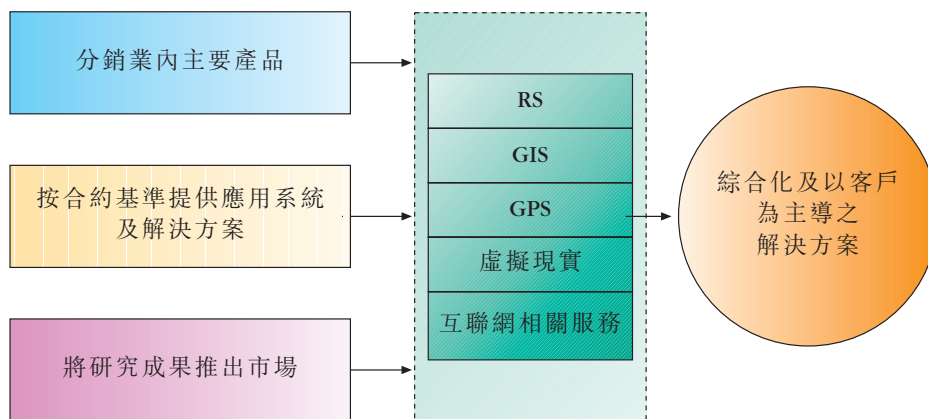 分銷業內主要產品
按合約基準提供應用系統
及解決方案
將研究成果推出市場
RS
GIS
GPS
虛擬現實
互聯網相關服務
綜合化及以客戶
為主導之
解決方案